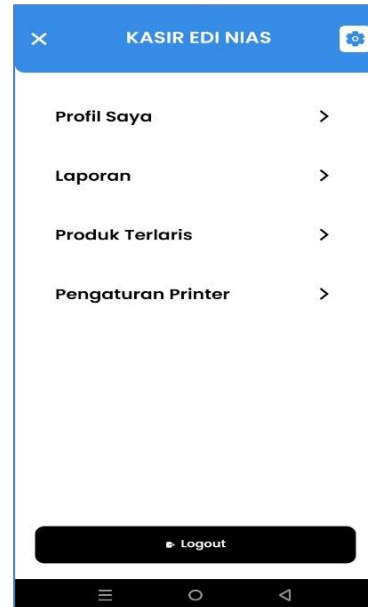 KASIR EDI NIAS
Profil Saya
Laporan
Produk Terlaris
Pengaturan Printer
Logout